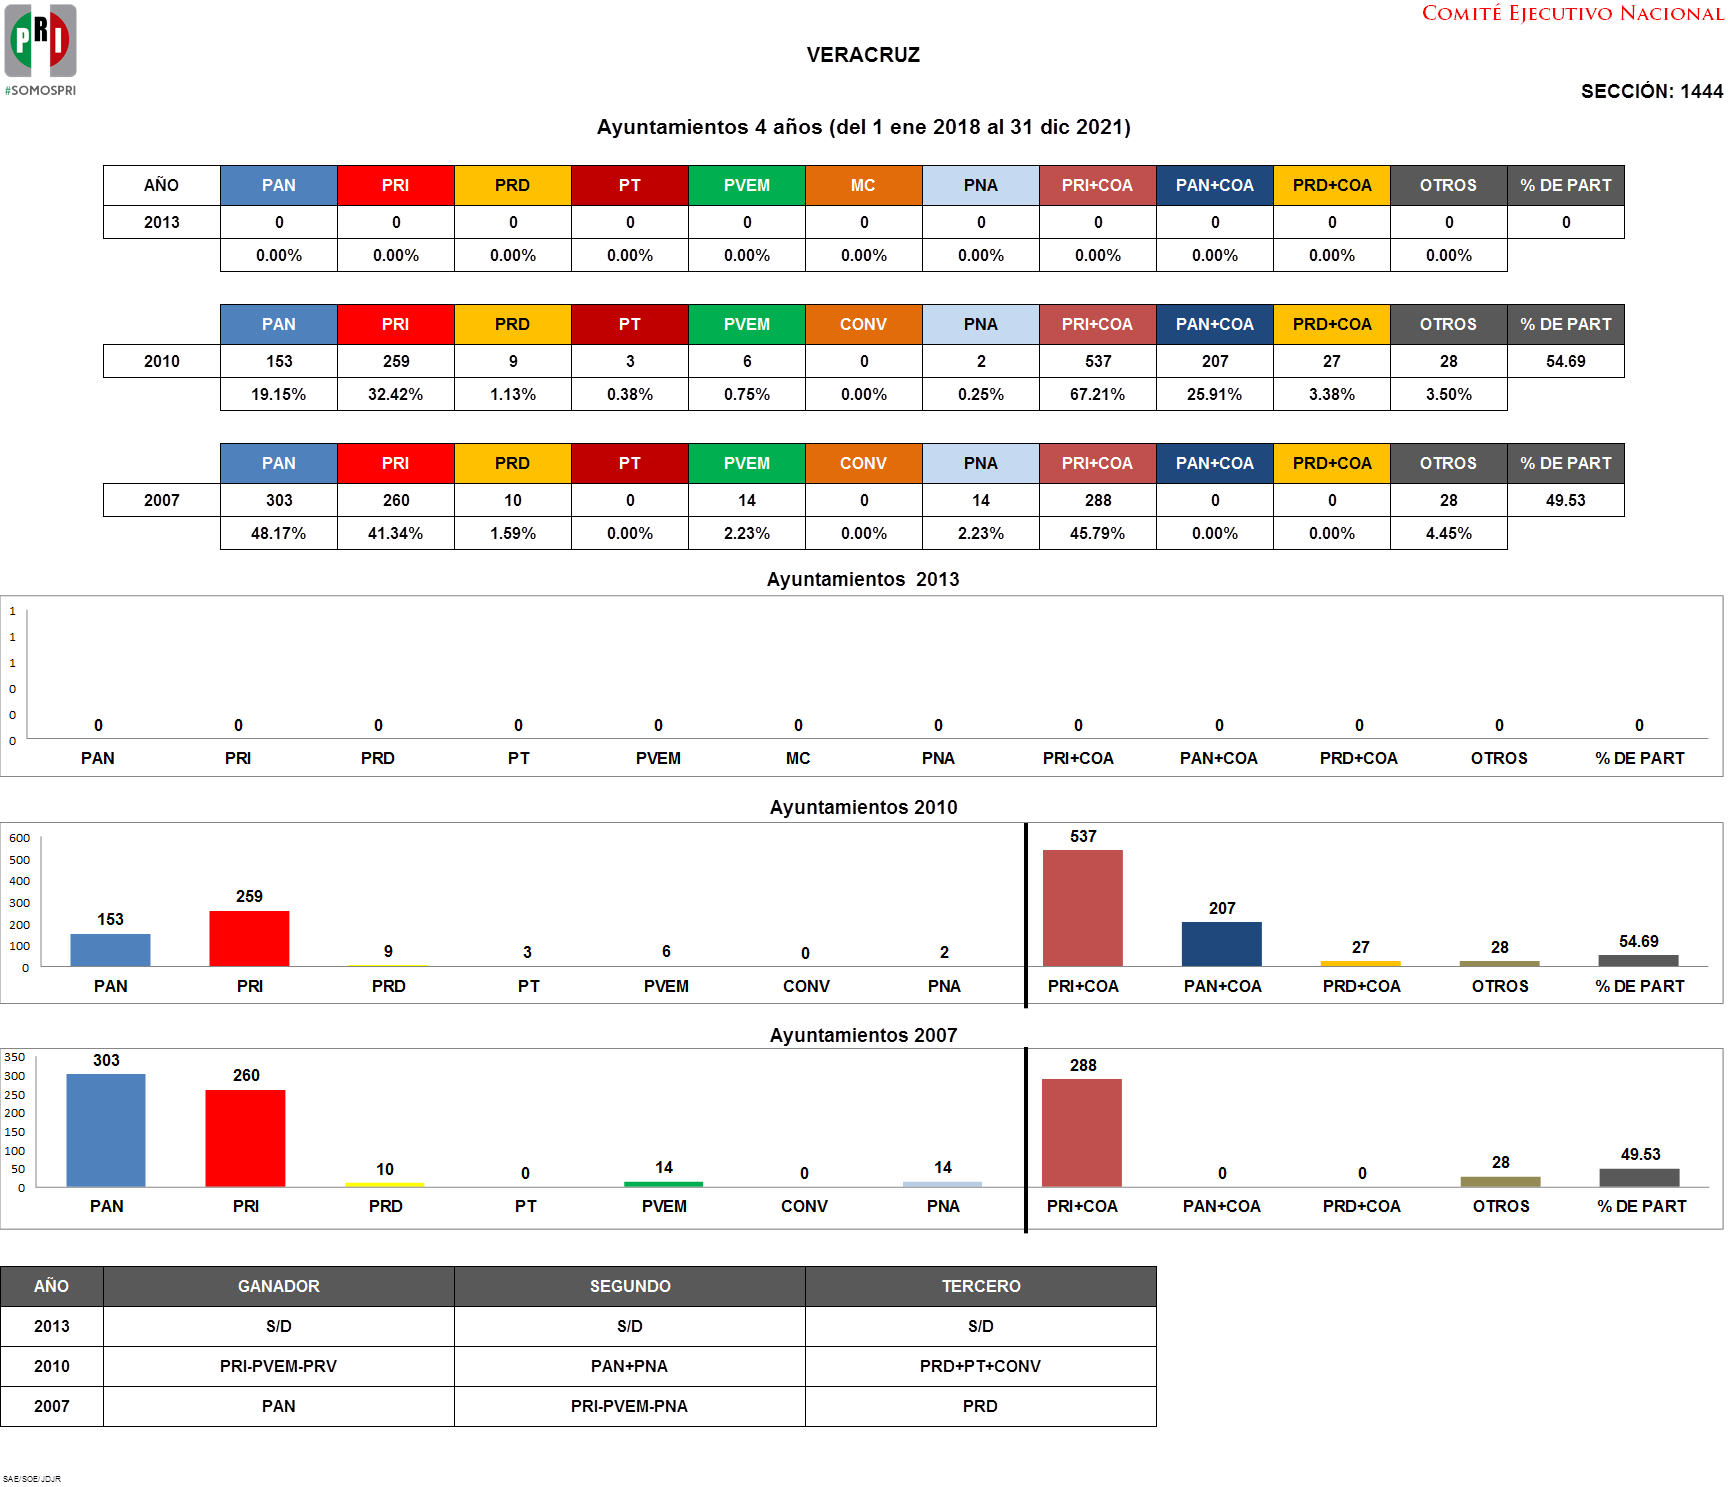 COMITÉ EJECUTIVO NACIONAL
PRI
#SOMOSPRI
VERACRUZ
SECCIÓN: 1444
Ayuntamientos 4 años (del 1 ene 2018 al 31 dic 2021)
AÑO PAN PRI PRD PT PVEM MC PNA PRI+COA PAN+COA PRD+COA OTROS % DE PART
2013 0 0 0 0 0 0 0 0 0 0 0 0
0.00% 0.00% 0.00% 0.00% 0.00% 0.00% 0.00% 0.00% 0.00% 0.00% 0.00%
PAN PRI PRD PT PVEM CONV PNA PRI+COA PAN+COA PRD+COA OTROS % DE PART
2010 153 259 9 3 6 0 2 537 207 27 28 54.69
19.15% 32.42% 1.13% 0.38% 0.75% 0.00% 0.25% 67.21% 25.91% 3.38% 3.50%
PAN PRI PRD PT PVEM CONV PNA PRI+COA PAN+COA PRD+COA OTROS % DE PART
2007 303 260 10 0 14 0 14 288 0 0 28 49.53
48.17% 41.34% 1.59% 0.00% 2.23% 0.00% 2.23% 45.79% 0.00% 0.00% 4.45%
Ayuntamientos 2013
1
1
1
0
0
0
0 0 0 0 0 0 0 0 0 0 0 0
PAN PRI PRD PT PVEM MC PNA PRI+COA PAN+COA PRD+COA OTROS % DE PART
Ayuntamientos 2010
600
500
400
300
200
100
0
153 259 9 3 6 0 2 537 207 27 28 54.69
PAN PRI PRD PT PVEM CONV PNA PRI+COA PAN+COA PRD+COA OTROS % DE PART
Ayuntamientos 2007
350
300
250
200
150
100
50
0
303 260 10 0 14 0 14 288 0 0 28 49.53
PAN PRI PRD PT PVEM CONV PNA PRI+COA PAN+COA PRD+COA OTROS % DE PART
AÑO GANADOR SEGUNDO TERCERO
2013 S/D S/D S/D
2010 PRI-PVEM-PRV PAN+PNA PRD+PT+CONV
2007 PAN PRI-PVEM-PNA PRD
SAE/SOE/JDJR